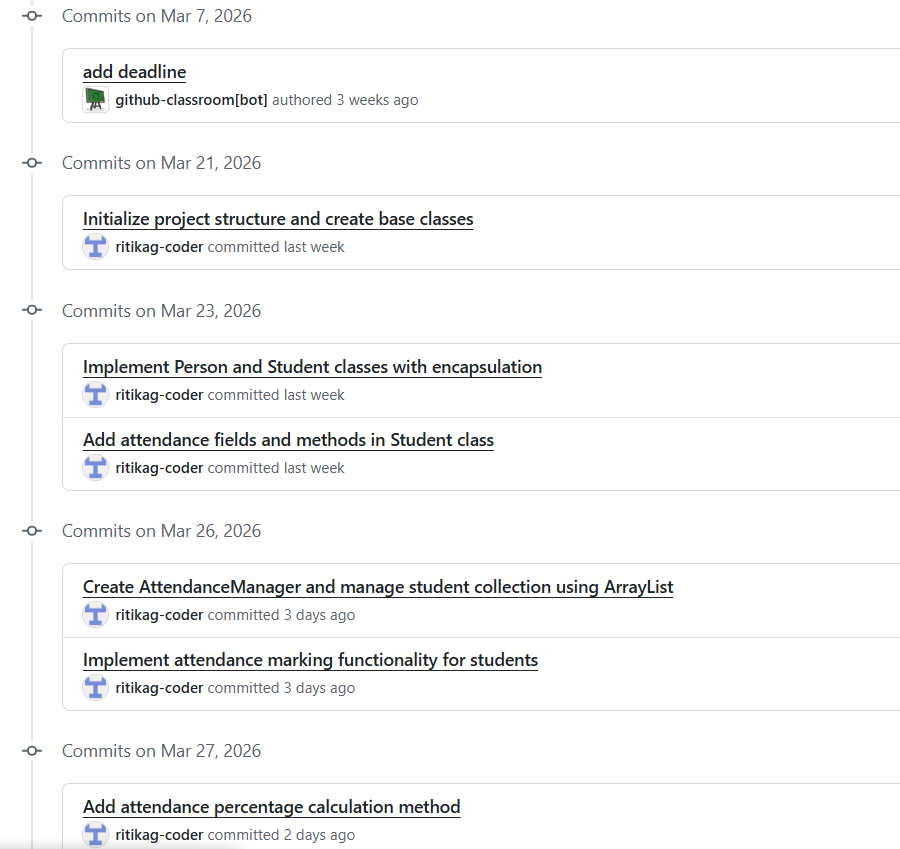 Commits on Mar 7, 2026
add deadline
github-classroom[bot] authored 3 weeks ago
Commits on Mar 21, 2026
Initialize project structure and create base classes
ritikag-coder committed last week
Commits on Mar 23, 2026
Implement Person and Student classes with encapsulation
ritikag-coder committed last week
Add attendance fields and methods in Student class
ritikag-coder committed last week
Commits on Mar 26, 2026
Create AttendanceManager and manage student collection using ArrayList
ritikag-coder committed 3 days ago
Implement attendance marking functionality for students
ritikag-coder committed 3 days ago
Commits on Mar 27, 2026
Add attendance percentage calculation method
ritikag-coder committed 2 days ago